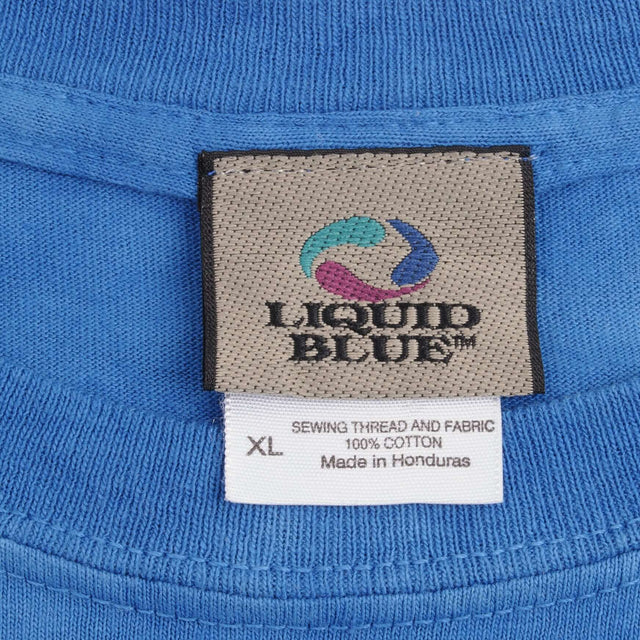 LIQUID
BLUE™
XL
SEWING THREAD AND FABRIC
100% COTTON
Made in Honduras